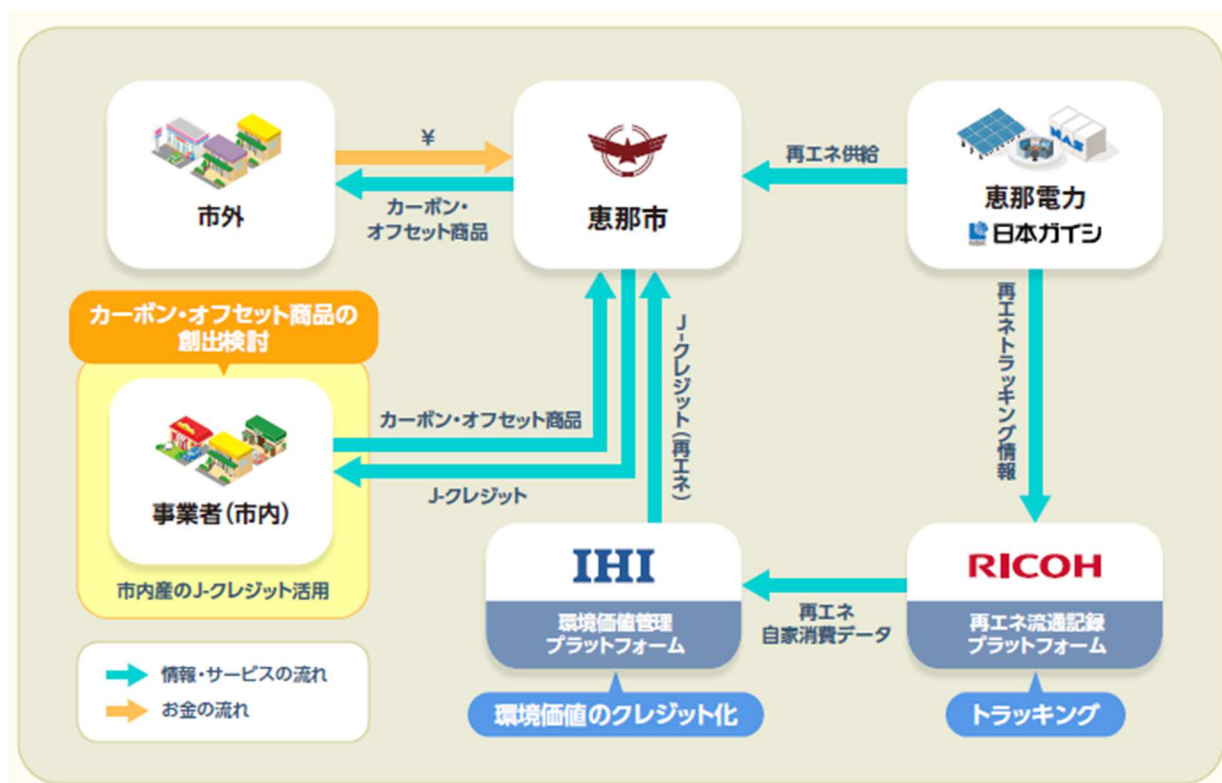 ¥
再エネ供給
市外
カーボン・
オフセット商品
恵那市
恵那電力
日本ガイシ
NAS
カーボン・オフセット商品の
創出検討
J-クレジット(再エネ)
再エネトラッキング情報
カーボン・オフセット商品
J-クレジット
事業者(市内)
市内産のJ-クレジット活用
IHI
環境価値管理
プラットフォーム
再エネ
自家消費データ
RICOH
再エネ流通記録
プラットフォーム
情報・サービスの流れ
お金の流れ
環境価値のクレジット化
トラッキング